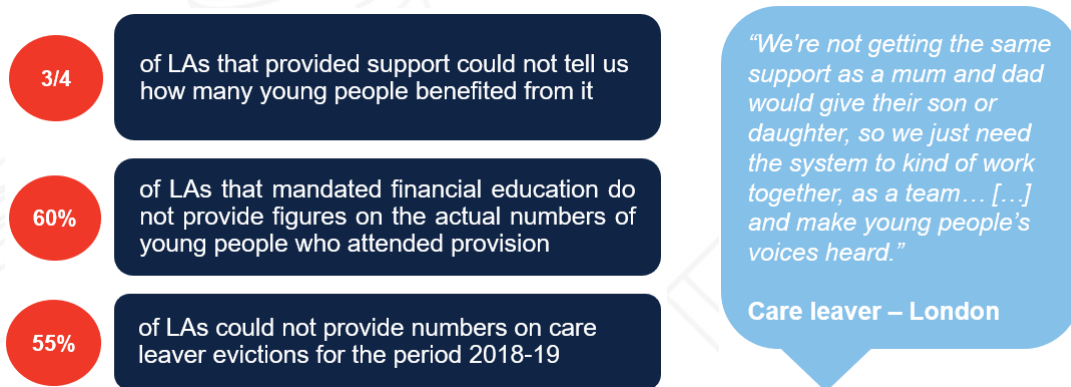 3/4
of LAs that provided support could not tell us
how many young people benefited from it
60%
of LAs that mandated financial education do
not provide figures on the actual numbers of
young people who attended provision
55%
of LAs could not provide numbers on care
leaver evictions for the period 2018-19
“We're not getting the same
support as a mum and dad
would give their son or
daughter, so we just need
the system to kind of work
together, as a team… […]
and make young people’s
voices heard.”
Care leaver – London